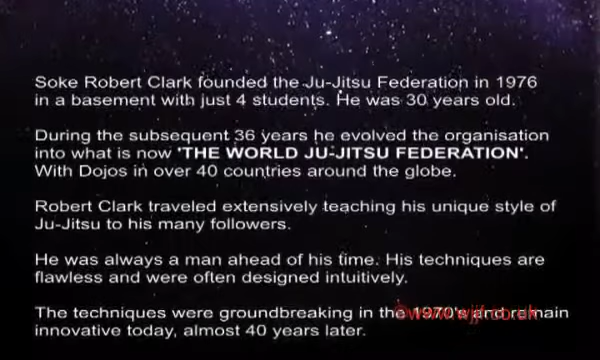 Soke Robert Clark founded the Ju-Jitsu Federation in 1976
in a basement with just 4 students. He was 30 years old.
During the subsequent 36 years he evolved the organisation
into what is now 'THE WORLD JU-JITSU FEDERATION'.
With Dojos in over 40 countries around the globe.
Robert Clark traveled extensively teaching his unique style of
Ju-Jitsu to his many followers.
He was always a man ahead of his time. His techniques are
flawless and were often designed intuitively.
The techniques were groundbreaking in the 1970's and remain
innovative today, almost 40 years later.
©www.wjjf.co.uk